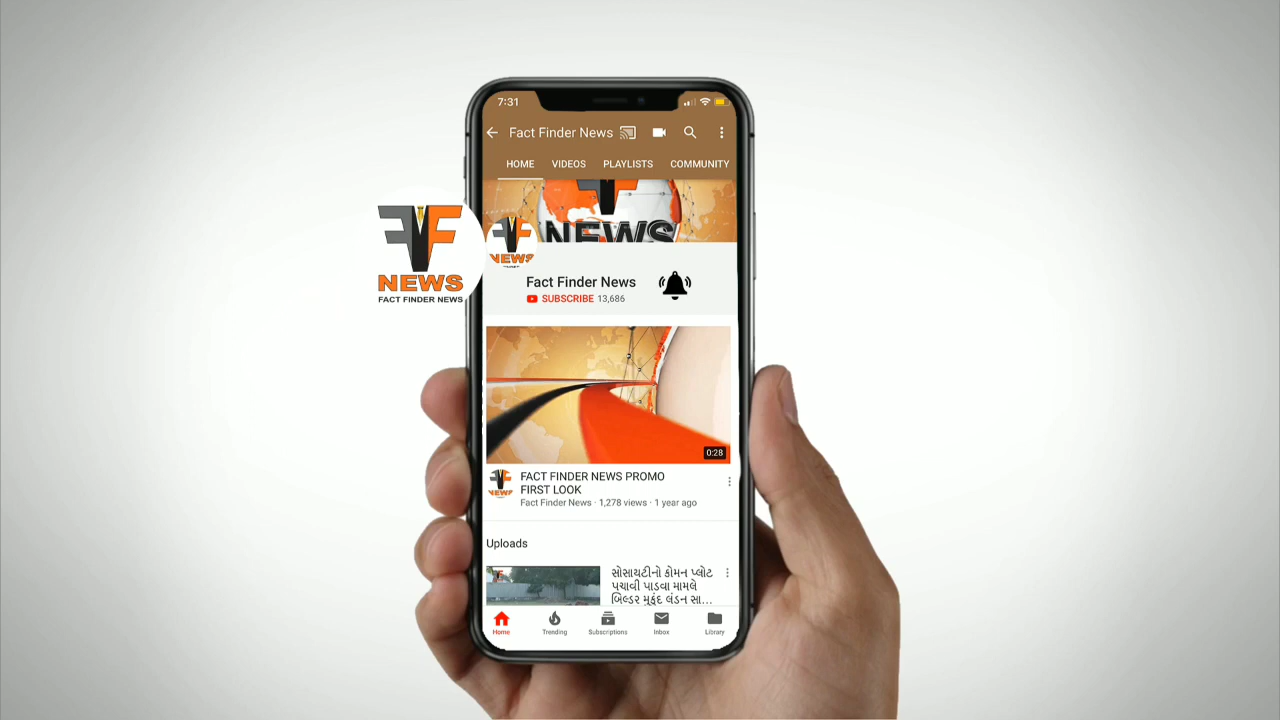 7:31
Fact Finder News
HOME VIDEOS PLAYLISTS COMMUNITY
NEWS
NEWS
FACT FINDER NEWS
NEWS
Fact Finder News
SUBSCRIBE 13,686
0:28
FACT FINDER NEWS PROMO
FIRST LOOK
Fact Finder News · 1,278 views · 1 year ago
NEWS
Uploads
સોસાયટીનો કોમન પ્લોટ
પચાવી પાડવા મામલે
બિલ્ડર મુકુંદ લંડન સા...
Home Trending Subscriptions Inbox Library